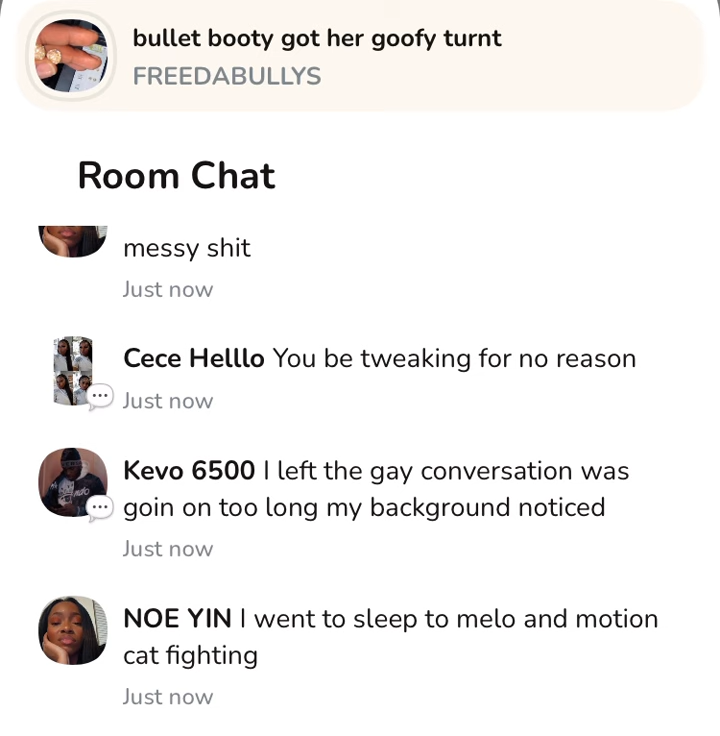 bullet booty got her goofy turnt
FREEDABULLYS
Room Chat
messy shit
Just now
Cece Helllo You be tweaking for no reason
Just now
Kevo 6500 I left the gay conversation was
goin on too long my background noticed
Just now
NOE YIN I went to sleep to melo and motion
cat fighting
Just now